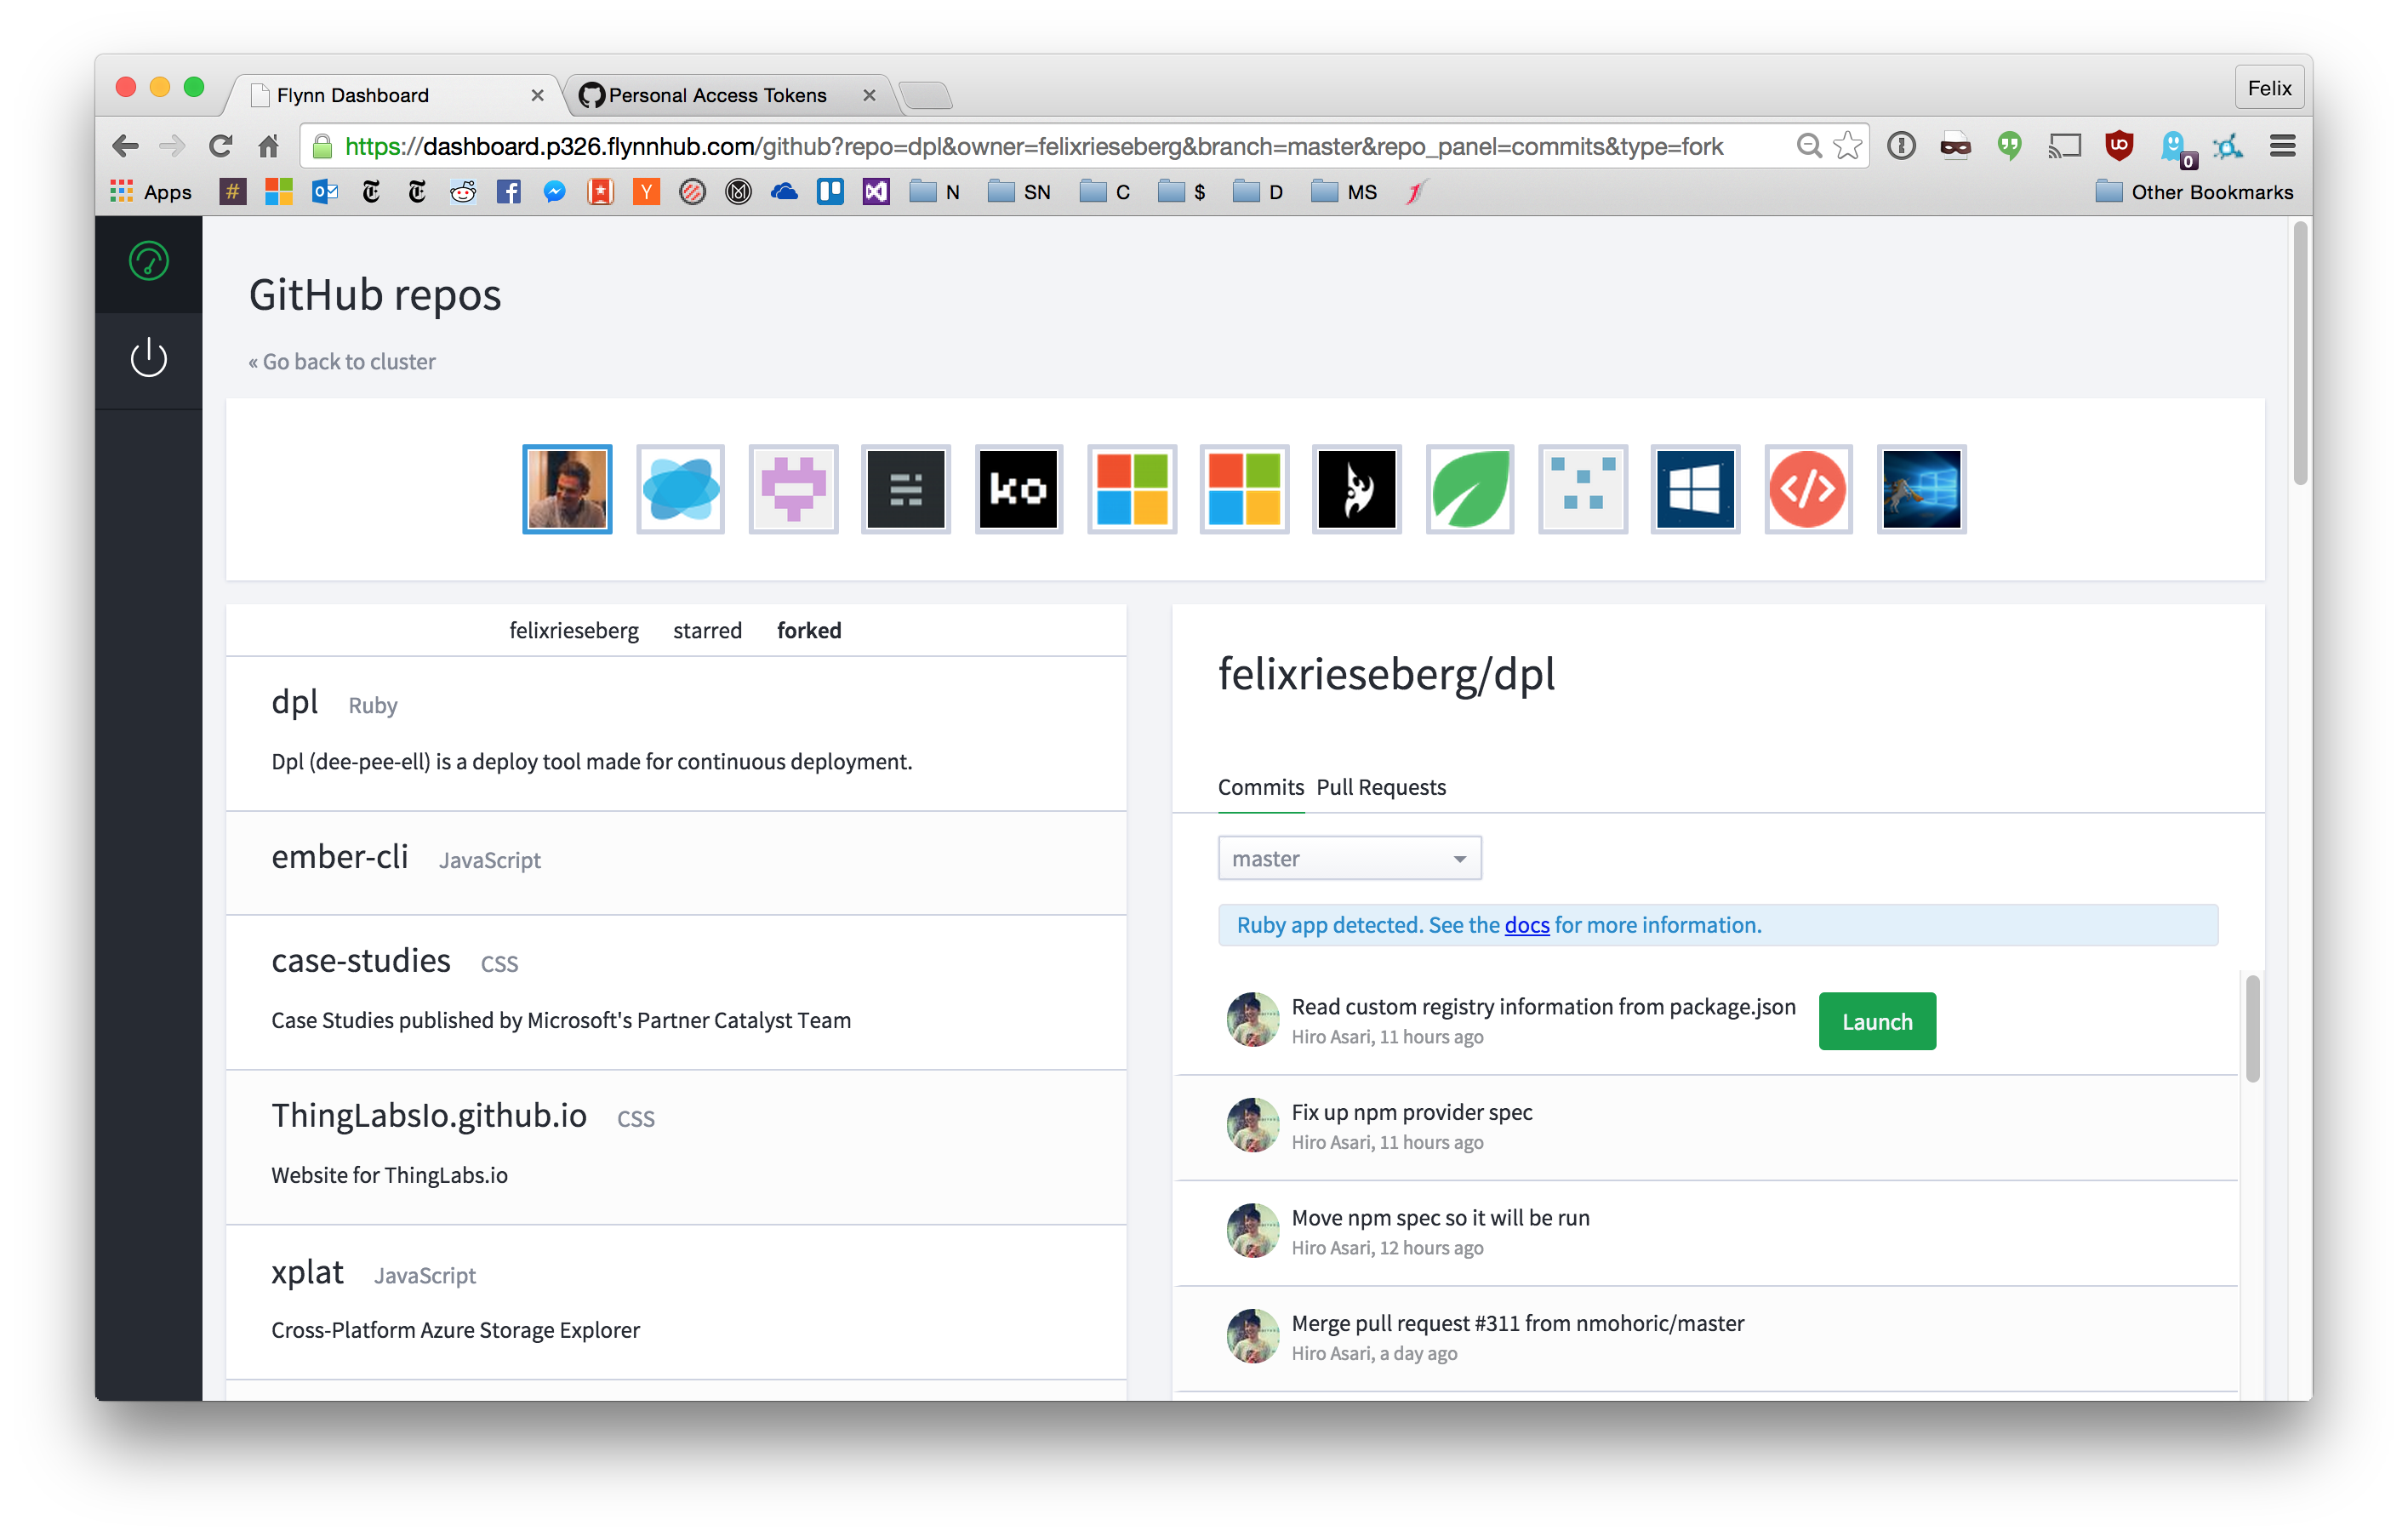 Flynn Dashboard
Personal Access Tokens
Felix
https://dashboard.p326.flynnhub.com/github?repo=dpl&owner=felixrieseberg&branch=master&repo_panel=commits&type=fork
0
Apps
N
SN
C
$
D
MS
Other Bookmarks
GitHub repos
« Go back to cluster
ko
felixrieseberg starred forked
dpl Ruby
Dpl (dee-pee-ell) is a deploy tool made for continuous deployment.
ember-cli JavaScript
case-studies CSS
Case Studies published by Microsoft's Partner Catalyst Team
ThingLabsIo.github.io CSS
Website for ThingLabs.io
xplat JavaScript
Cross-Platform Azure Storage Explorer
felixrieseberg/dpl
Commits Pull Requests
master
Ruby app detected. See the docs for more information.
Read custom registry information from package.json
Hiro Asari, 11 hours ago
Launch
Fix up npm provider spec
Hiro Asari, 11 hours ago
Move npm spec so it will be run
Hiro Asari, 12 hours ago
Merge pull request #311 from nmohoric/master
Hiro Asari, a day ago